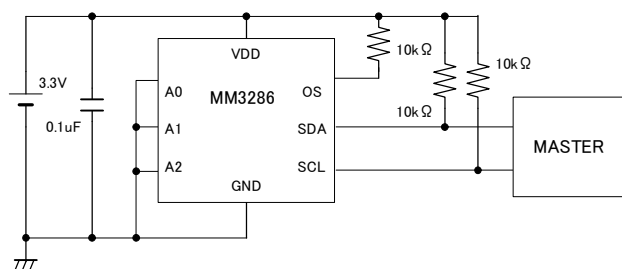 VDD
10kΩ
10kΩ
3.3V
A0
MM3286
OS
0.1uF
10kΩ
A1
SDA
MASTER
A2
SCL
GND